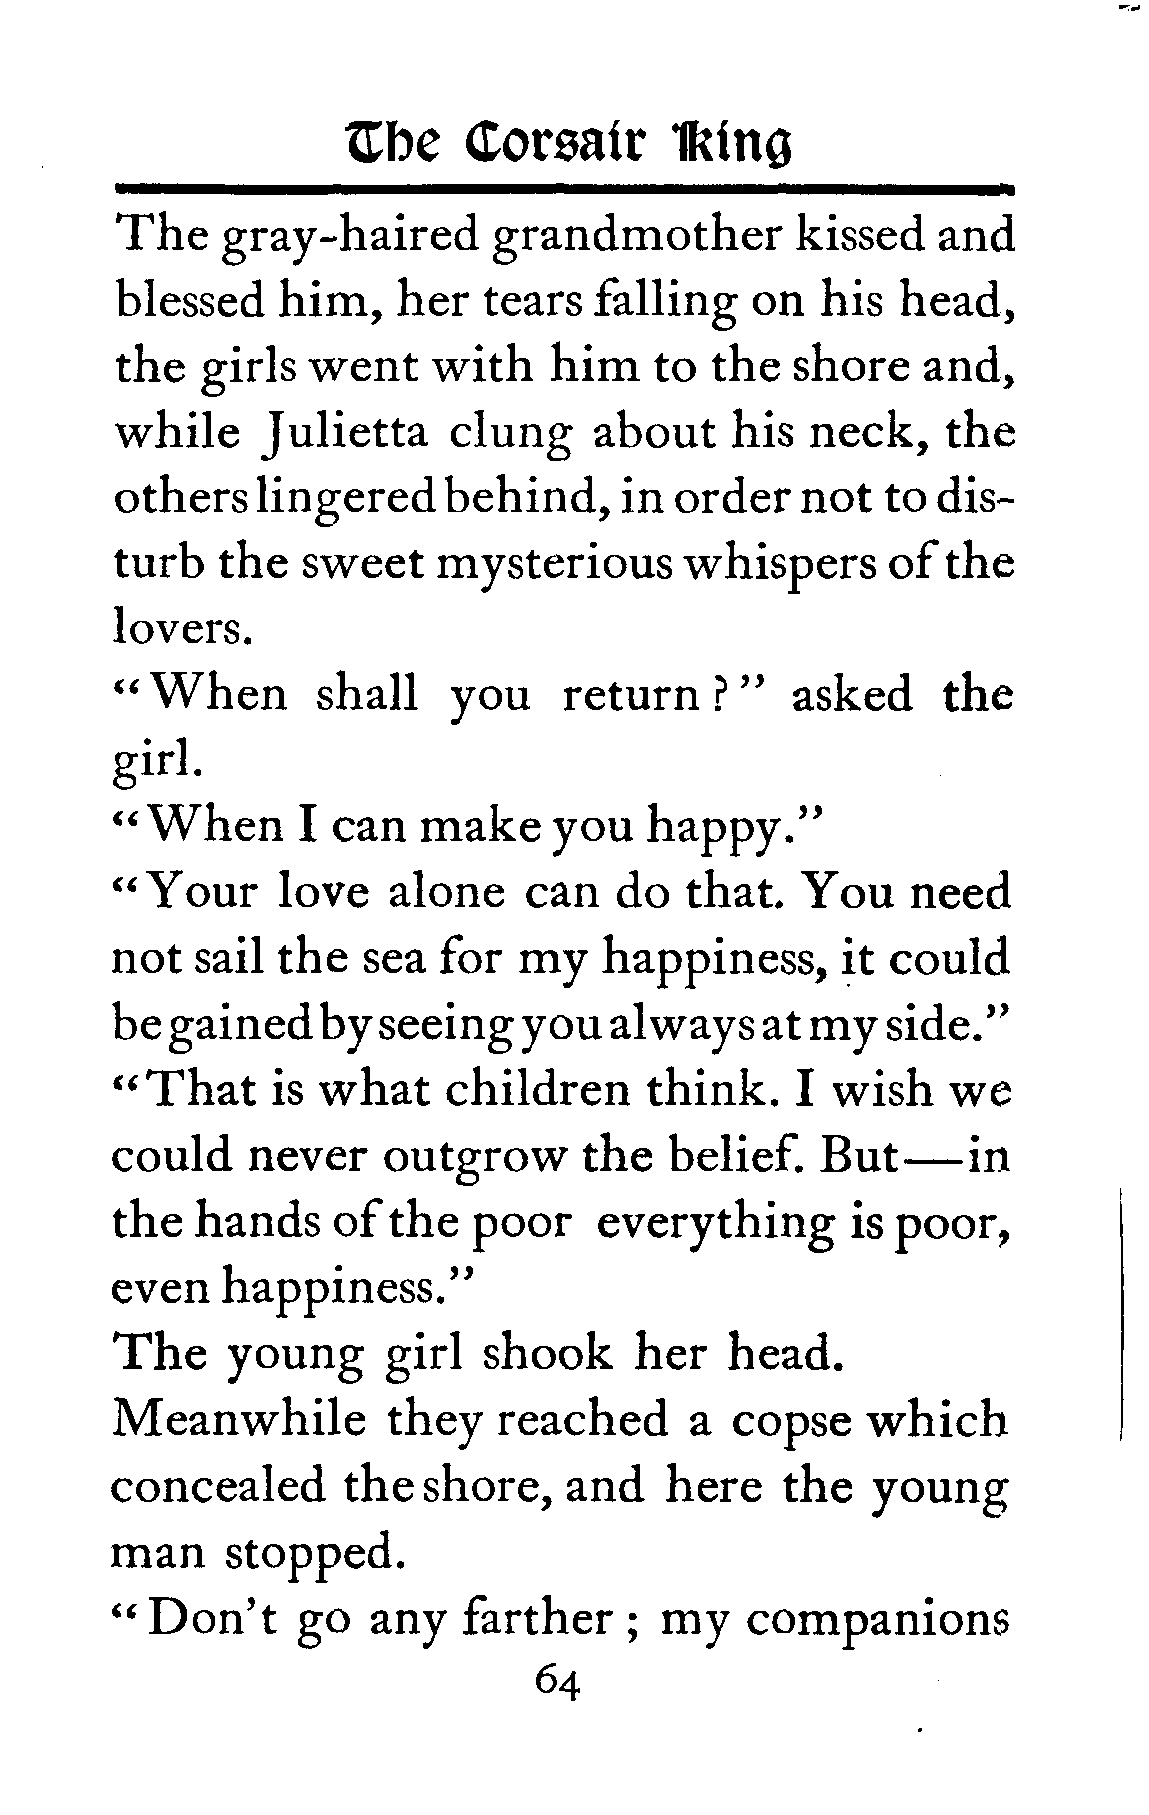 The Corsair King
The gray-haired grandmother kissed and
blessed him, her tears falling on his head,
the girls went with him to the shore and,
while Julietta clung about his neck, the
others lingered behind, in order not to dis-
turb the sweet mysterious whispers of the
lovers.
“When shall you return?” asked the
girl.
“When I can make you happy.”
“Your love alone can do that. You need
not sail the sea for my happiness, it could
be gained by seeing you always at my side.”
“That is what children think. I wish we
could never outgrow the belief. But—in
the hands of the poor everything is poor,
even happiness.”
The young girl shook her head.
Meanwhile they reached a copse which
concealed the shore, and here the young
man stopped.
“Don't go any farther; my companions
64